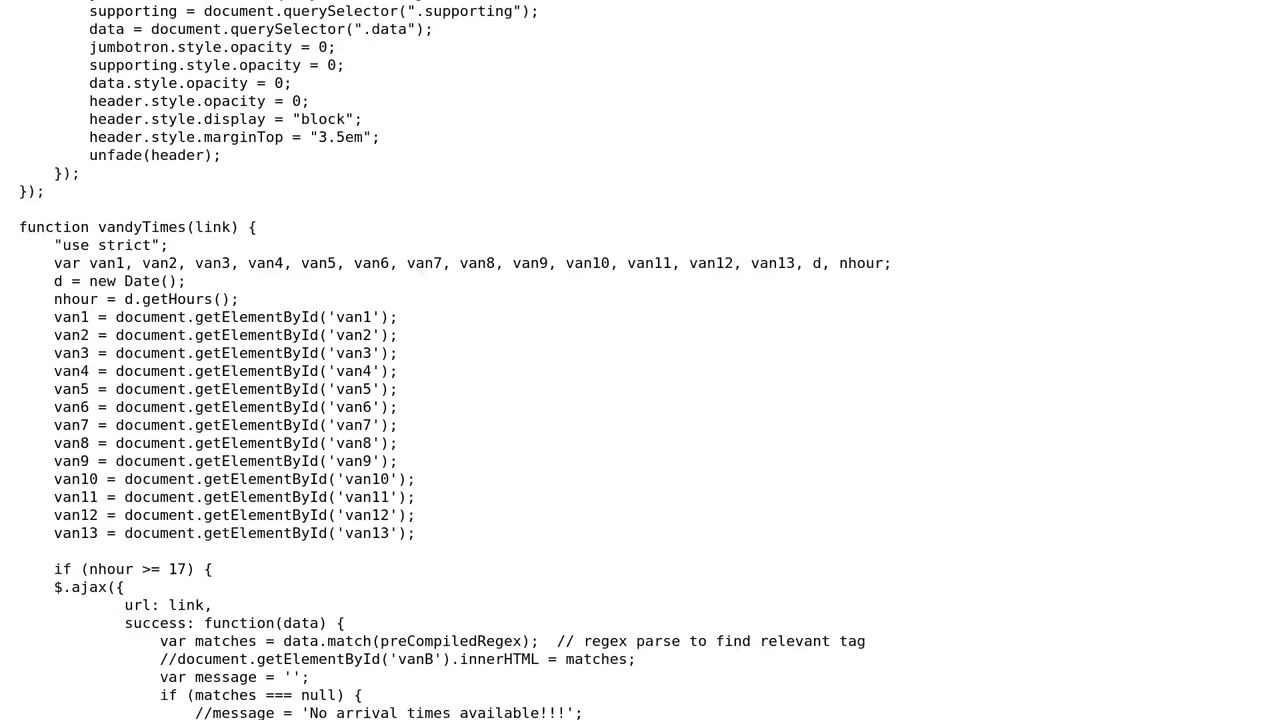 supporting = document.querySelector(".supporting");
data = document.querySelector(".data");
jumbotron.style.opacity = 0;
supporting.style.opacity = 0;
data.style.opacity = 0;
header.style.opacity = 0;
header.style.display = "block";
header.style.marginTop = "3.5em";
unfade(header);
});
});
function vandyTimes(link) {
"use strict";
var van1, van2, van3, van4, van5, van6, van7, van8, van9, van10, van11, van12, van13, d, nhour;
d = new Date();
nhour = d.getHours();
van1 = document.getElementById('van1');
van2 = document.getElementById('van2');
van3 = document.getElementById('van3');
van4 = document.getElementById('van4');
van5 = document.getElementById('van5');
van6 = document.getElementById('van6');
van7 = document.getElementById('van7');
van8 = document.getElementById('van8');
van9 = document.getElementById('van9');
van10 = document.getElementById('van10');
van11 = document.getElementById('van11');
van12 = document.getElementById('van12');
van13 = document.getElementById('van13');
if (nhour >= 17) {
$.ajax({
url: link,
success: function(data) {
var matches = data.match(preCompiledRegex);  // regex parse to find relevant tag
//document.getElementById('vanB').innerHTML = matches;
var message = '';
if (matches === null) {
//message = 'No arrival times available!!!';